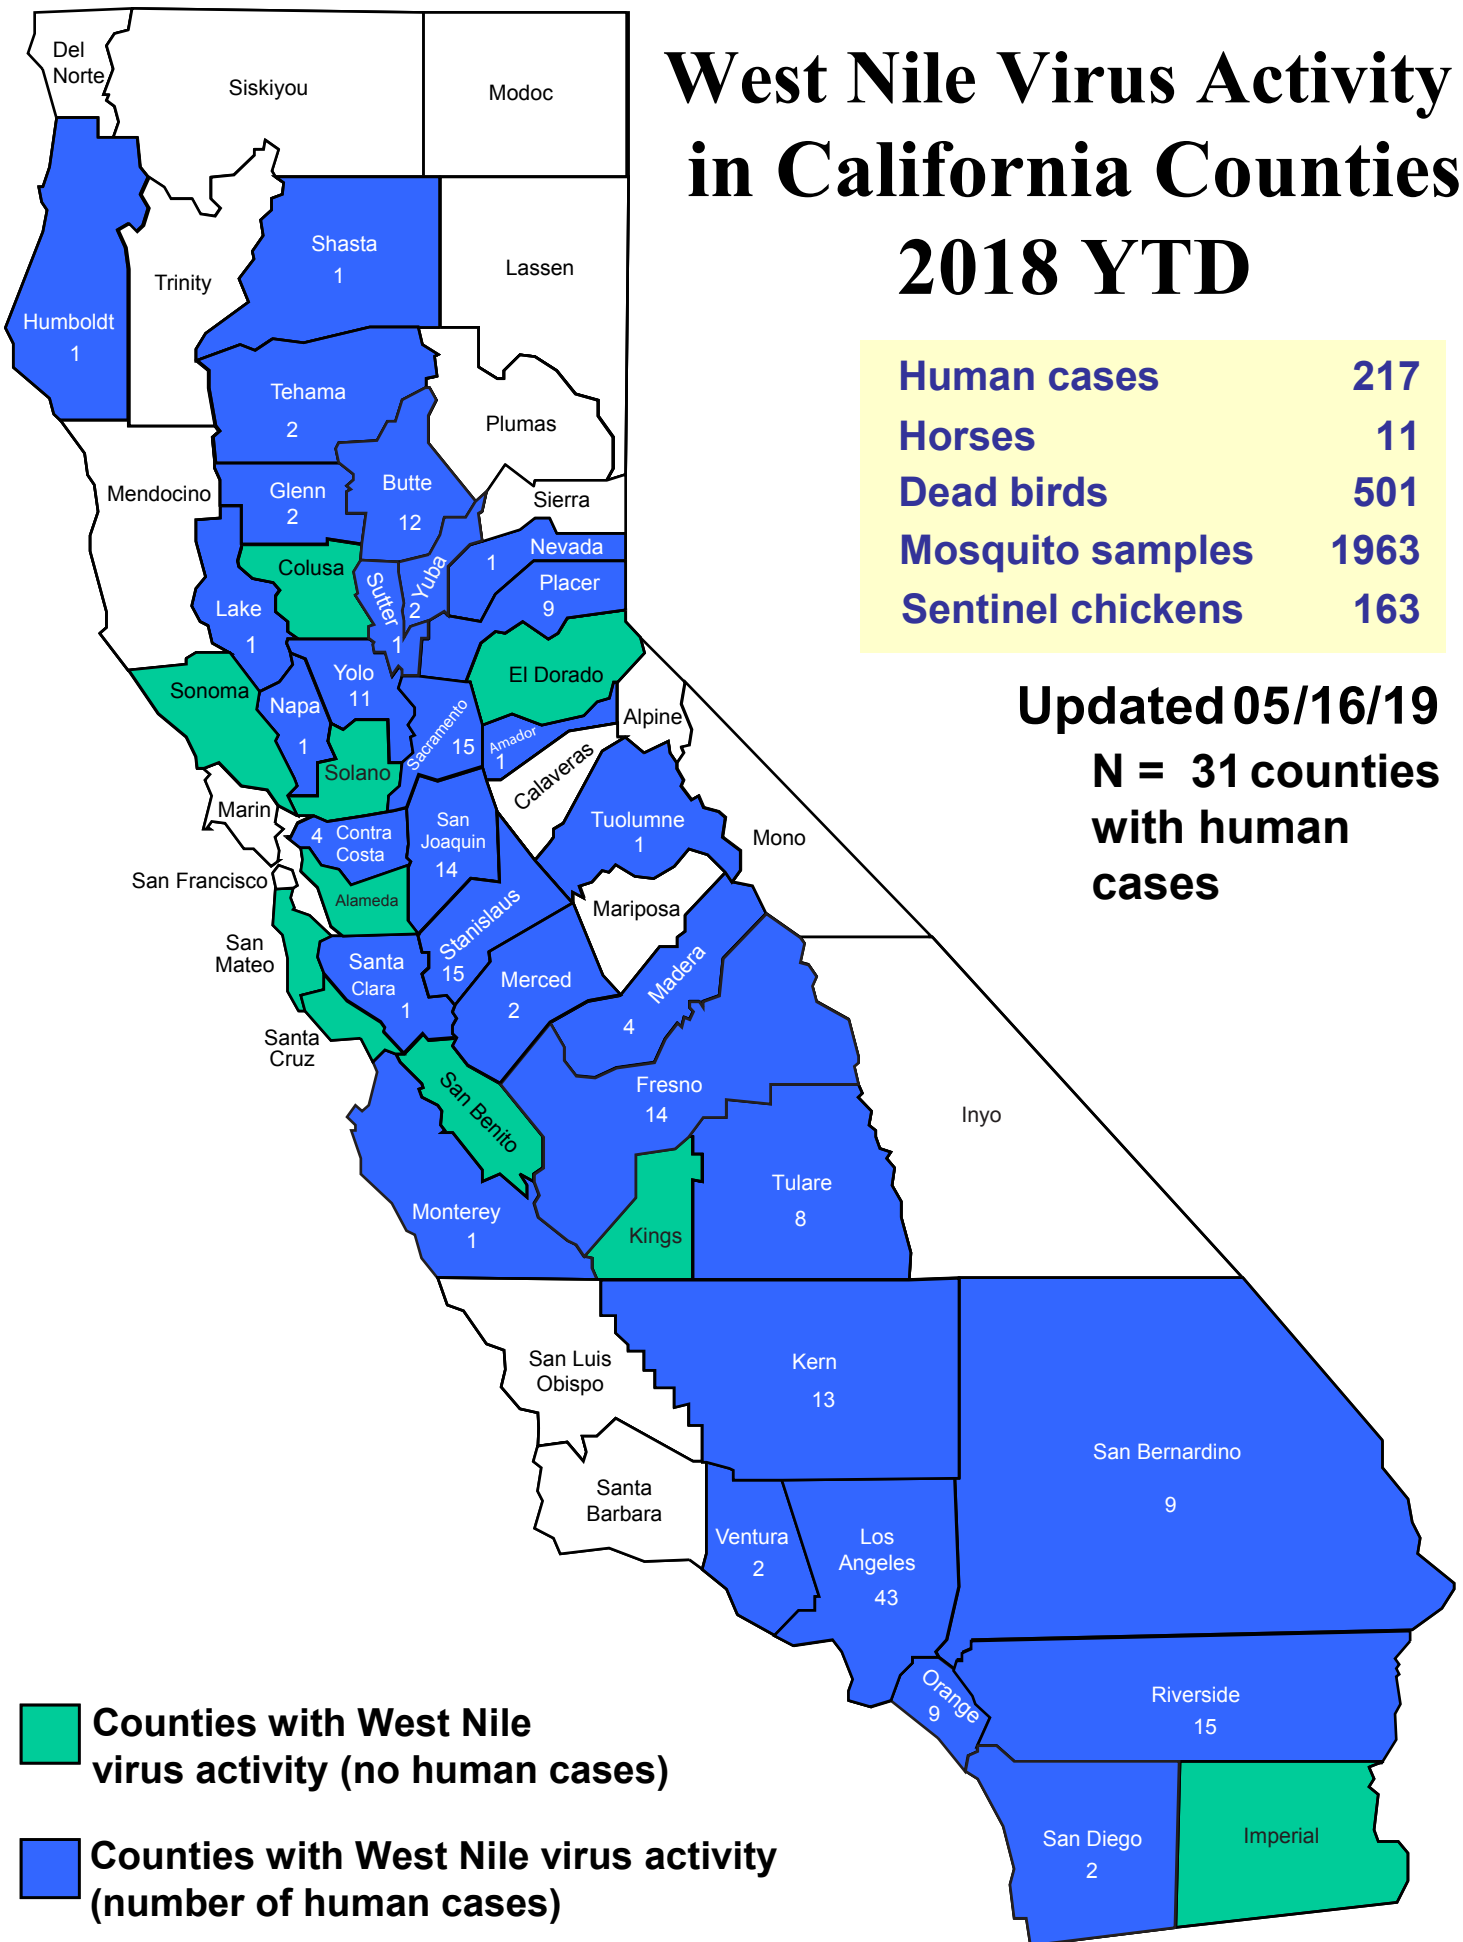 West Nile Virus Activity
in California Counties
2018 YTD
Human cases 217
Horses 11
Dead birds 501
Mosquito samples 1963
Sentinel chickens 163
Updated 05/16/19
N = 31 counties
with human
cases
Del
Norte
Siskiyou
Modoc
Humboldt
1
Trinity
Shasta
1
Lassen
Tehama
2
Plumas
Mendocino
Glenn
2
Butte
12
Sierra
Colusa
Sutter
1
Yuba
2
Nevada
1
Placer
9
Lake
1
El Dorado
Sonoma
Napa
1
Yolo
11
Sacramento
15
Amador
1
Alpine
Solano
Calaveras
Marin
4 Contra
Costa
San
Joaquin
14
Tuolumne
1
Mono
San Francisco
Alameda
Stanislaus
15
Mariposa
San
Mateo
Santa
Clara
1
Merced
2
Madera
4
Santa
Cruz
San Benito
Fresno
14
Inyo
Monterey
1
Kings
Tulare
8
San Luis
Obispo
Kern
13
San Bernardino
9
Santa
Barbara
Ventura
2
Los
Angeles
43
Orange
9
Riverside
15
San Diego
2
Imperial
Counties with West Nile
virus activity (no human cases)
Counties with West Nile virus activity
(number of human cases)